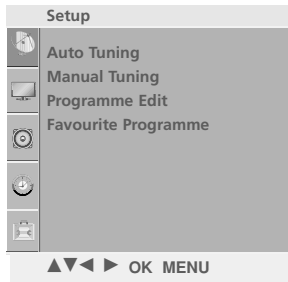 Setup
Auto Tuning
Manual Tuning
Programme Edit
Favourite Programme
▲▼◄ ► OK MENU